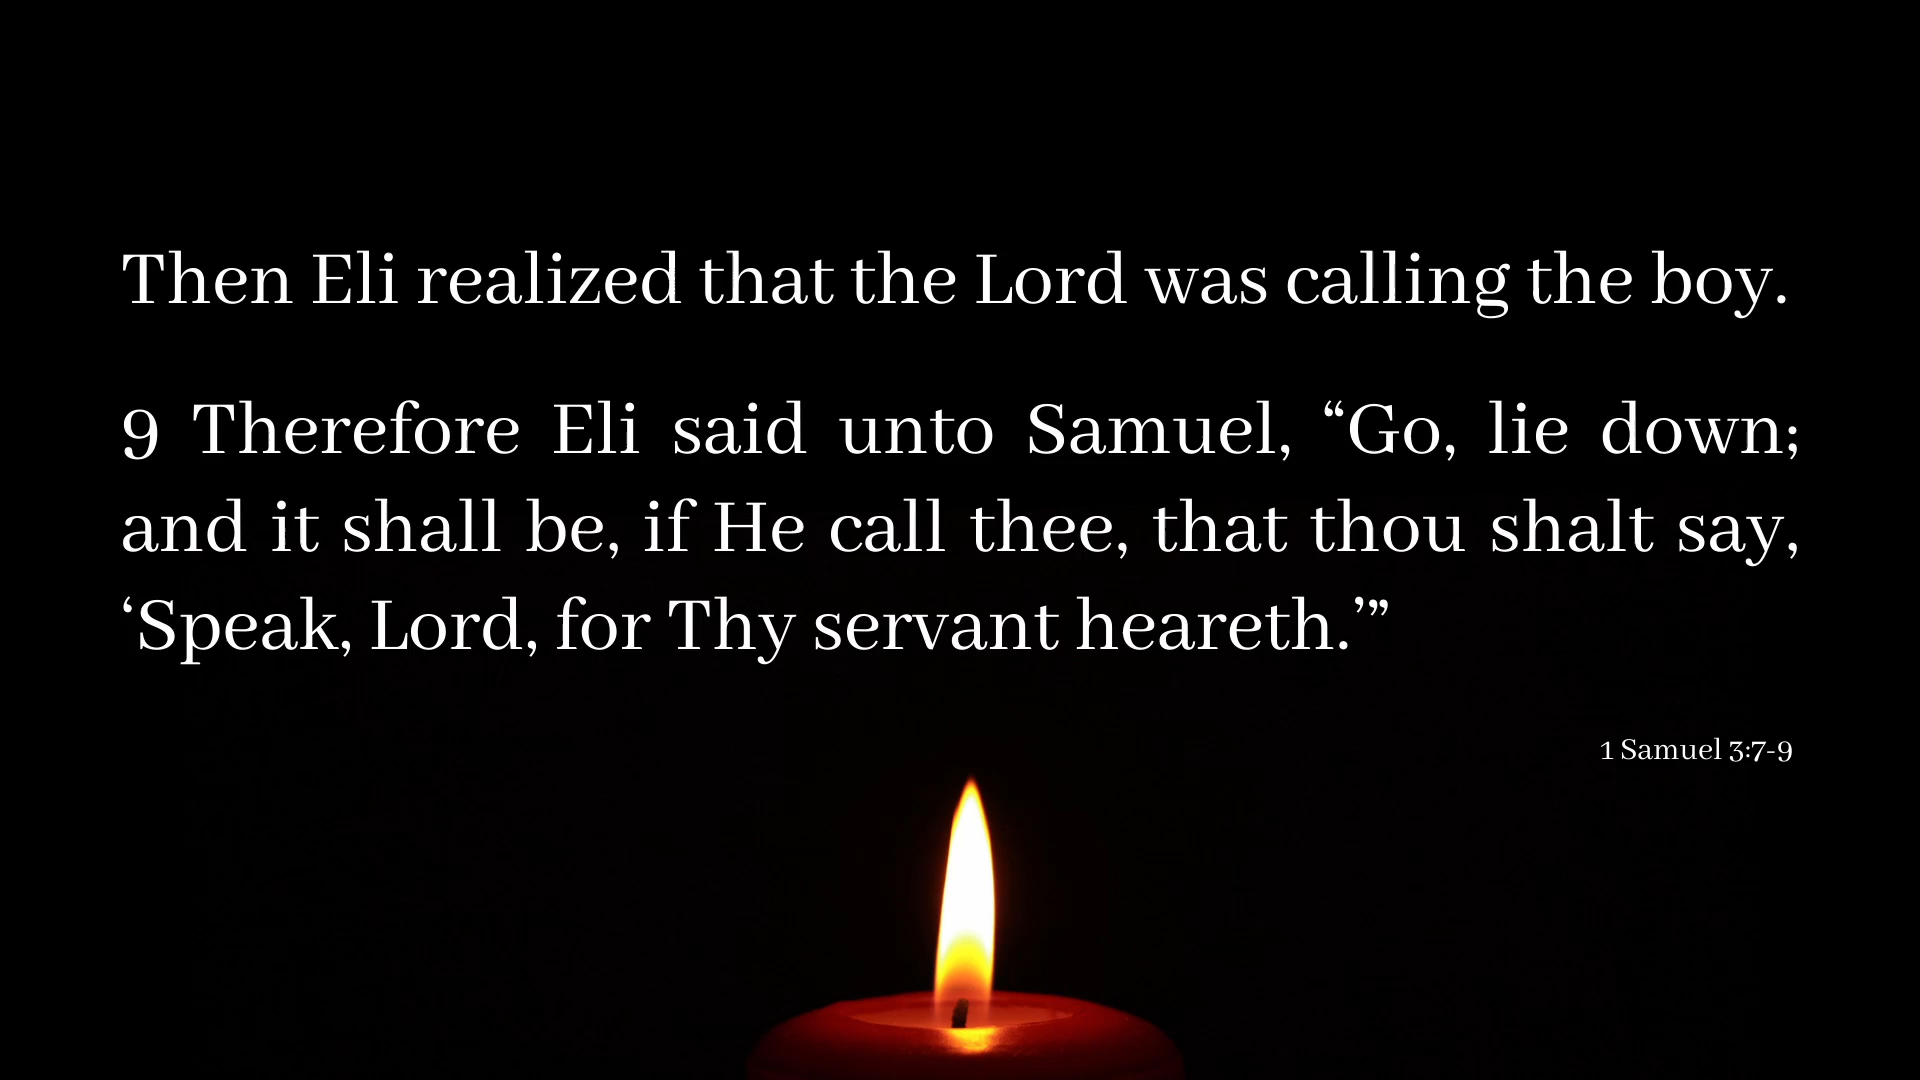 Then Eli realized that the Lord was calling the boy.
9 Therefore Eli said unto Samuel, “Go, lie down;
and it shall be, if He call thee, that thou shalt say,
‘Speak, Lord, for Thy servant heareth.’”
1 Samuel 3:7-9